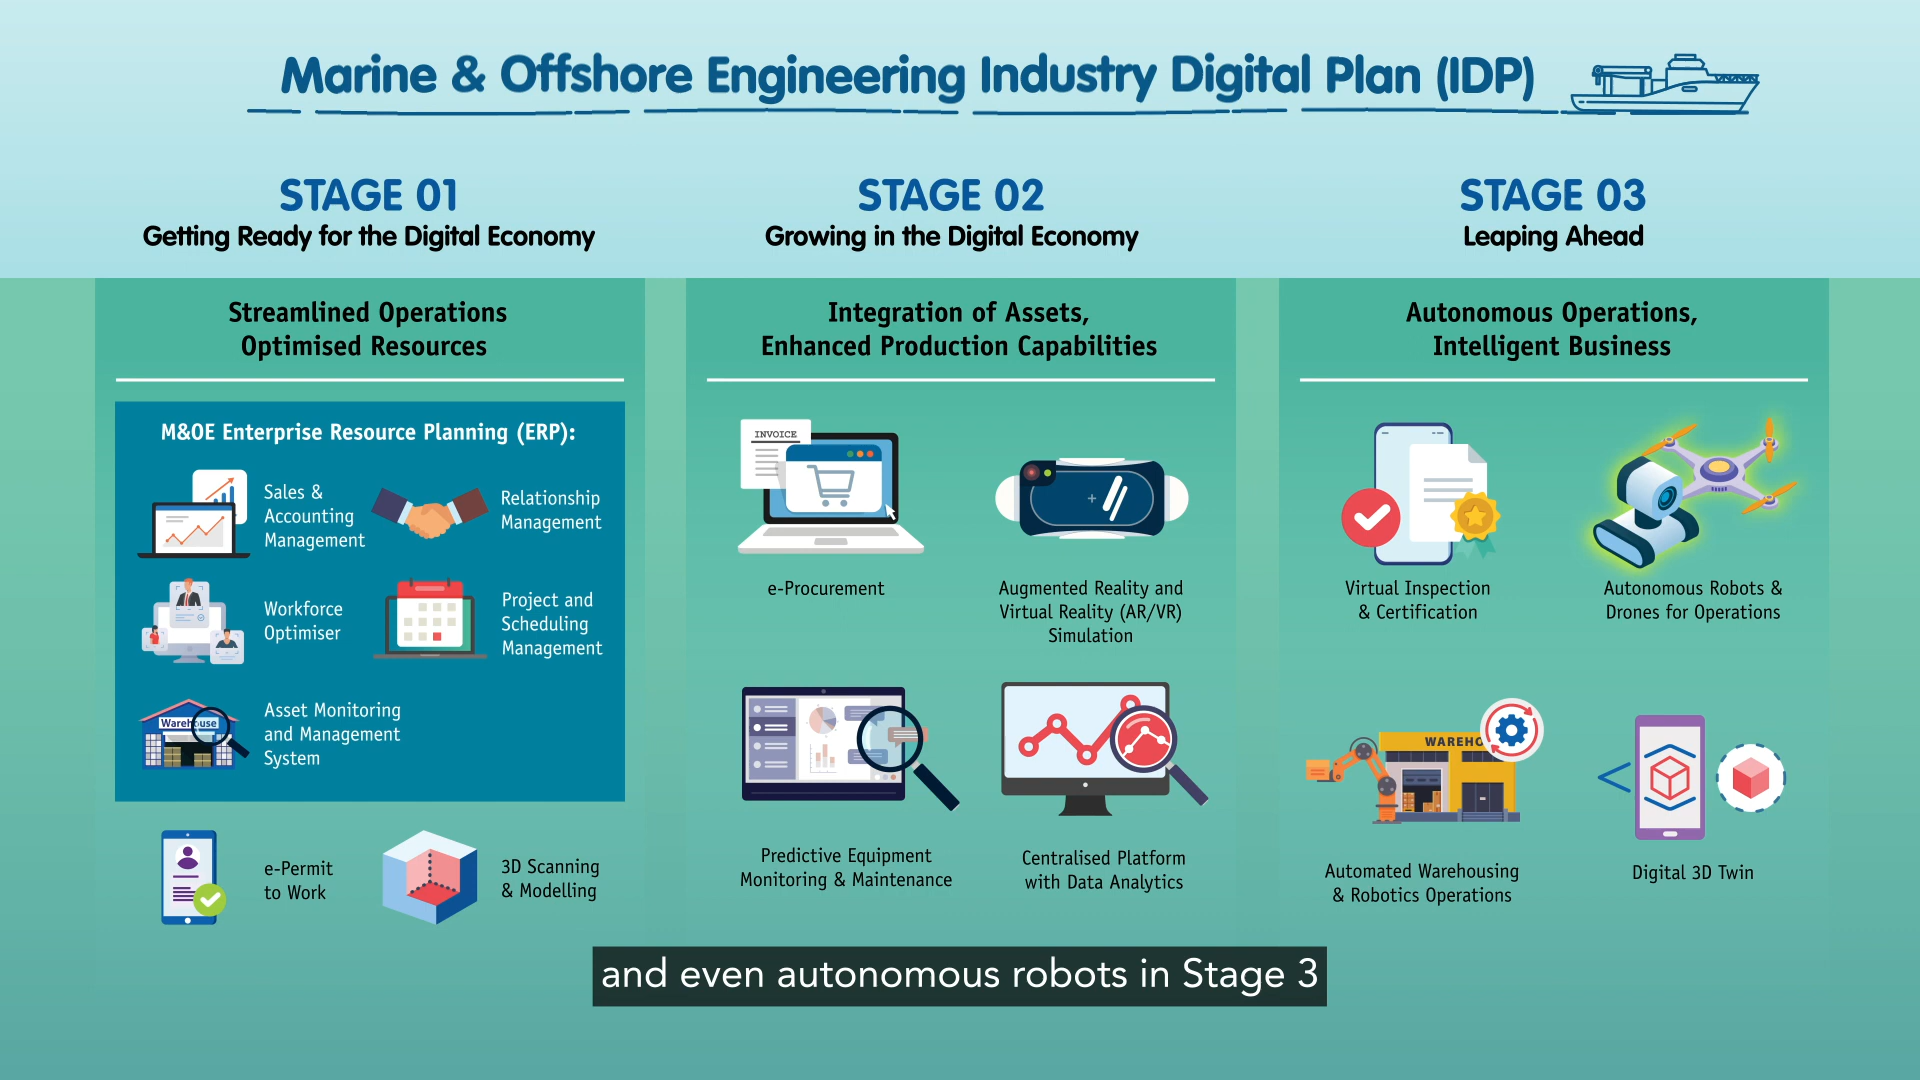 Marine & Offshore Engineering Industry Digital Plan (IDP)
STAGE 01
Getting Ready for the Digital Economy
Streamlined Operations
Optimised Resources
M&OE Enterprise Resource Planning (ERP):
Sales &
Accounting
Management
Relationship
Management
Workforce
Optimiser
Project and
Scheduling
Management
Warehouse
Asset Monitoring
and Management
System
e-Permit
to Work
3D Scanning
& Modelling
STAGE 02
Growing in the Digital Economy
Integration of Assets,
Enhanced Production Capabilities
INVOICE
e-Procurement
Augmented Reality and
Virtual Reality (AR/VR)
Simulation
Predictive Equipment
Monitoring & Maintenance
Centralised Platform
with Data Analytics
STAGE 03
Leaping Ahead
Autonomous Operations,
Intelligent Business
Virtual Inspection
& Certification
Autonomous Robots &
Drones for Operations
WAREHO
Automated Warehousing
& Robotics Operations
Digital 3D Twin
and even autonomous robots in Stage 3